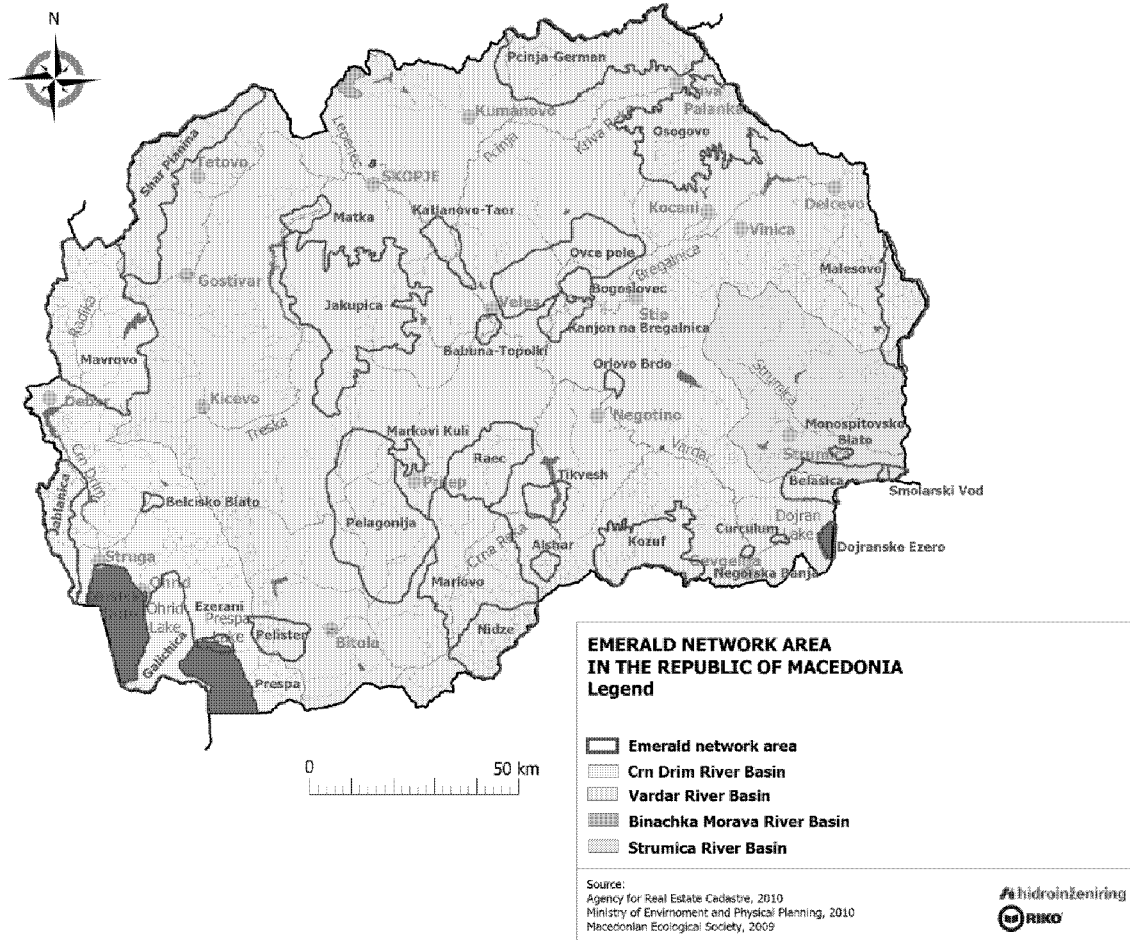 N
Pcinja-German
Kumanovo
Palanka
Kriva Reka
Osogovo
Pcinja
Lepenec
Shar Planina
Tetovo
SKOPJE
Delcevo
Kocani
Vinica
Matka
Katlanovo-Taor
Ovce pole
Bregalnica
Malesovo
Gostivar
Jakupica
Veles
Bogoslovec
Stip
Kanjon na Bregalnica
Radika
Mavrovo
Babuna-Topolki
Orlovo Brdo
Strumica
Debar
Kicevo
Treska
Negotino
Monospitovsko
Blato
Markovi Kuli
Raec
Vardar
Crn Drim
Prilep
Tikvesh
Belasica
Smolarski Vod
Jablanica
Belcisko Blato
Pelagonija
Curculum
Dojran
Lake
Dojransko Ezero
Struga
Crna Reka
Alshar
Kozuf
Gevgelija
Negorska Banja
Ohrid
Ohrid
Lake
Ezerani
Prespa
Lake
Mariovo
Galichica
Pelister
Bitola
Nidze
Prespa
0 50 km
EMERALD NETWORK AREA
IN THE REPUBLIC OF MACEDONIA
Legend
Emerald network area
Crn Drim River Basin
Vardar River Basin
Binachka Morava River Basin
Strumica River Basin
Source:
Agency for Real Estate Cadastre, 2010
Ministry of Envirnoment and Physical Planning, 2010
Macedonian Ecological Society, 2009
hidroinženiring
RIKO